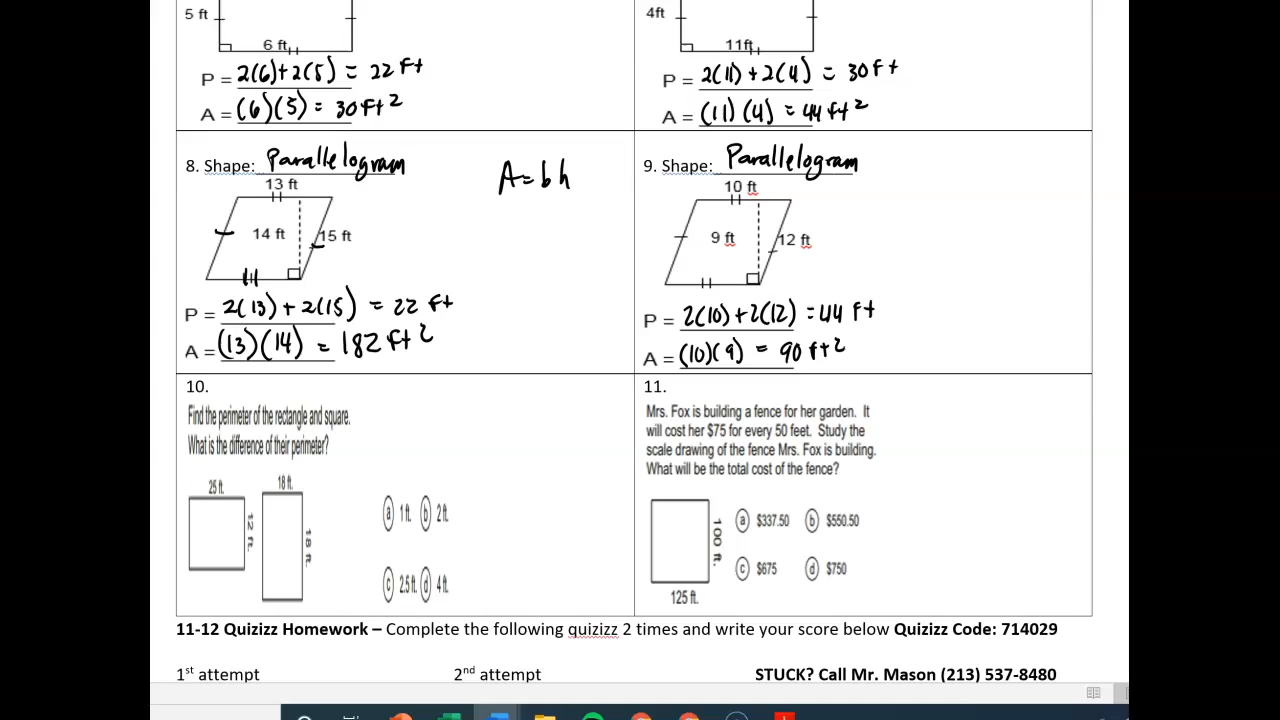 5 ft
6 ft
P = 2(6)+2(5) = 22 ft
A = (6)(5) = 30 ft 2
4ft
11ft
P = 2(11)+2(4) = 30 ft
A = (11)(4) = 44 ft 2
8. Shape: Parallelogram
A = b h
13 ft
14 ft
15 ft
P = 2(13)+2(15) = 22 ft
A = (13)(14) = 182 ft 2
9. Shape: Parallelogram
10 ft
9 ft
12 ft
P = 2(10)+2(12) = 44 ft
A = (10)(9) = 90 ft 2
10.
Find the perimeter of the rectangle and square.
What is the difference of their perimeter?
25 ft.
12 ft.
18 ft.
18 ft.
a 1 ft. b 2 ft.
c 2.5 ft. d 4 ft.
11.
Mrs. Fox is building a fence for her garden. It
will cost her $75 for every 50 feet. Study the
scale drawing of the fence Mrs. Fox is building.
What will be the total cost of the fence?
100 ft.
125 ft.
a $337.50 b $550.50
c $675 d $750
11-12 Quizizz Homework – Complete the following quizizz 2 times and write your score below Quizizz Code: 714029
1st attempt 2nd attempt STUCK? Call Mr. Mason (213) 537-8480